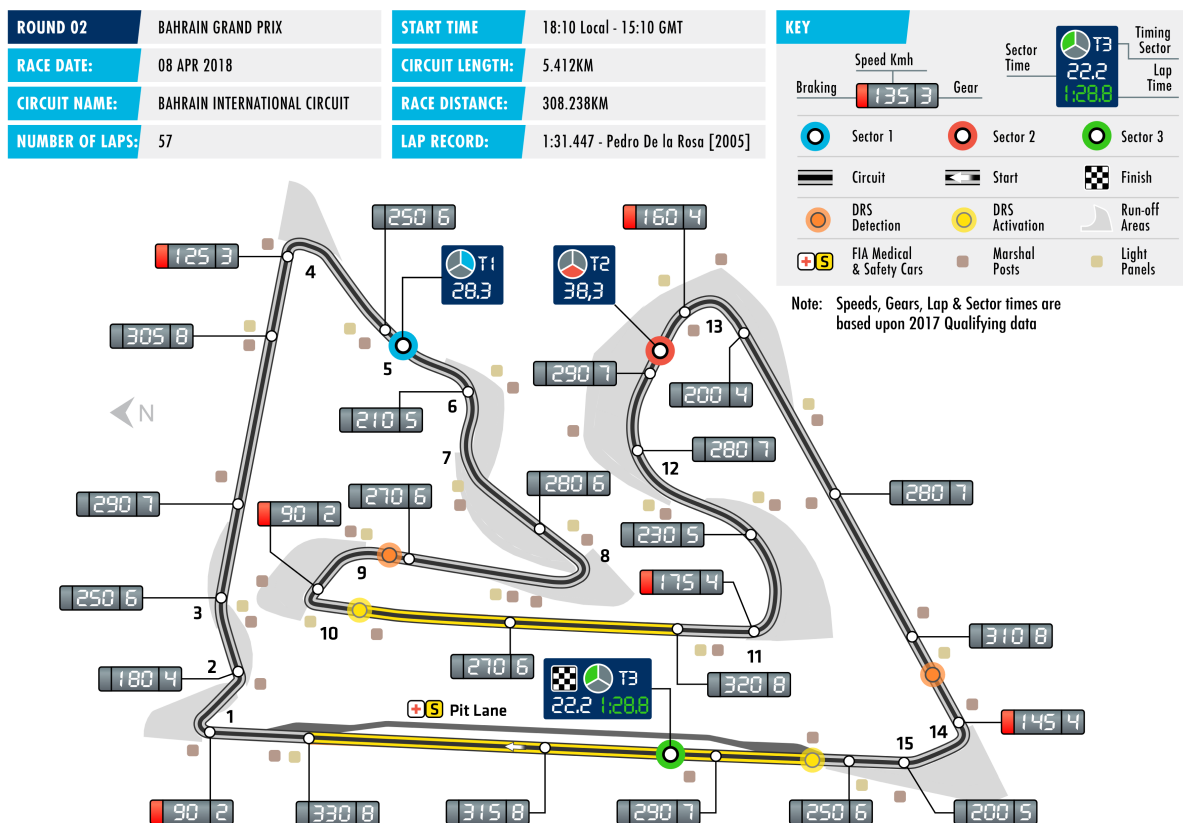 ROUND 02 BAHRAIN GRAND PRIX
RACE DATE: 08 APR 2018
CIRCUIT NAME: BAHRAIN INTERNATIONAL CIRCUIT
NUMBER OF LAPS: 57
START TIME 18:10 Local - 15:10 GMT
CIRCUIT LENGTH: 5.412KM
RACE DISTANCE: 308.238KM
LAP RECORD: 1:31.447 - Pedro De la Rosa [2005]
KEY
Speed Kmh
Braking 135 3 Gear
Sector
Time
T3
22.2
1:28.8
Timing
Sector
Lap
Time
Sector 1
Sector 2
Sector 3
Circuit
Start
Finish
DRS
Detection
DRS
Activation
Run-off
Areas
S
FIA Medical
& Safety Cars
Marshal
Posts
Light
Panels
Note: Speeds, Gears, Lap & Sector times are
based upon 2017 Qualifying data
250 6
160 4
125 3
4
T1
28.3
T2
38,3
13
305 8
5
290 7
200 4
N
6
210 5
7
12
280 7
290 7
90 2
270 6
280 6
280 7
230 5
8
9
175 4
250 6
3
10
11
310 8
2
180 4
270 6
T3
22.2 1:28.8
320 8
1
S
Pit Lane
145 4
14
15
90 2
330 8
315 8
290 7
250 6
200 5